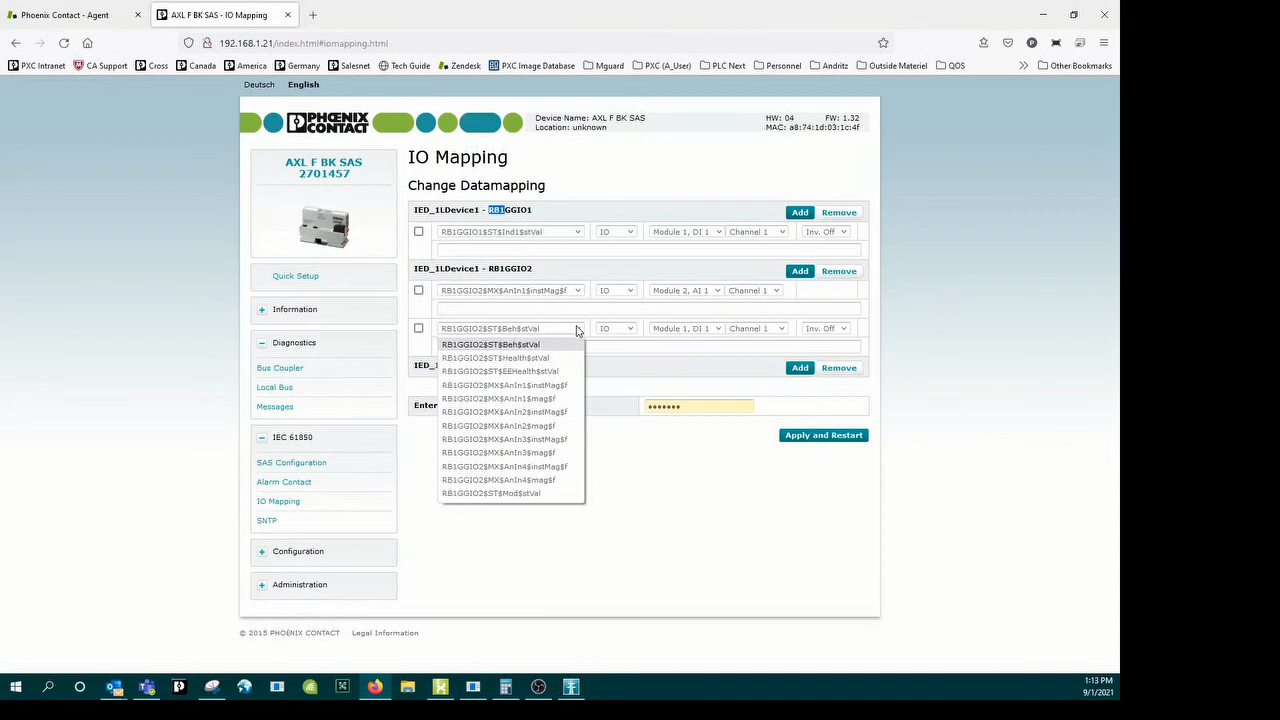 Phoenix Contact - Agent
AXL F BK SAS - IO Mapping
192.168.1.21/index.html#iomapping.html
PXC Intranet CA Support Cross Canada America Germany Salesnet Tech Guide Zendesk PXC Image Database Mguard PXC (A_User) PLC Next Personnel Andritz Outside Materiel QOS Other Bookmarks
Deutsch English
PHŒNIX CONTACT
Device Name: AXL F BK SAS HW: 04 FW: 1.32
Location: unknown MAC: a8:74:1d:03:1c:4f
AXL F BK SAS
2701457
Quick Setup
Information
Diagnostics
Bus Coupler
Local Bus
Messages
IEC 61850
SAS Configuration
Alarm Contact
IO Mapping
SNTP
Configuration
Administration
IO Mapping
Change Datamapping
IED_1LDevice1 - RB1GGIO1 Add Remove
RB1GGIO1$ST$Ind1$stVal IO Module 1, DI 1 Channel 1 Inv. Off
IED_1LDevice1 - RB1GGIO2 Add Remove
RB1GGIO2$MX$AnIn1$instMag$f IO Module 2, AI 1 Channel 1
RB1GGIO2$ST$Beh$stVal IO Module 1, DI 1 Channel 1 Inv. Off
RB1GGIO2$ST$Beh$stVal
RB1GGIO2$ST$Health$stVal
RB1GGIO2$ST$EEHealth$stVal
RB1GGIO2$MX$AnIn1$instMag$f
RB1GGIO2$MX$AnIn1$mag$f
RB1GGIO2$MX$AnIn2$instMag$f
RB1GGIO2$MX$AnIn2$mag$f
RB1GGIO2$MX$AnIn3$instMag$f
RB1GGIO2$MX$AnIn3$mag$f
RB1GGIO2$MX$AnIn4$instMag$f
RB1GGIO2$MX$AnIn4$mag$f
RB1GGIO2$ST$Mod$stVal
IED_1 Add Remove
Enter •••••••
Apply and Restart
© 2015 PHOENIX CONTACT Legal Information
1:13 PM
9/1/2021